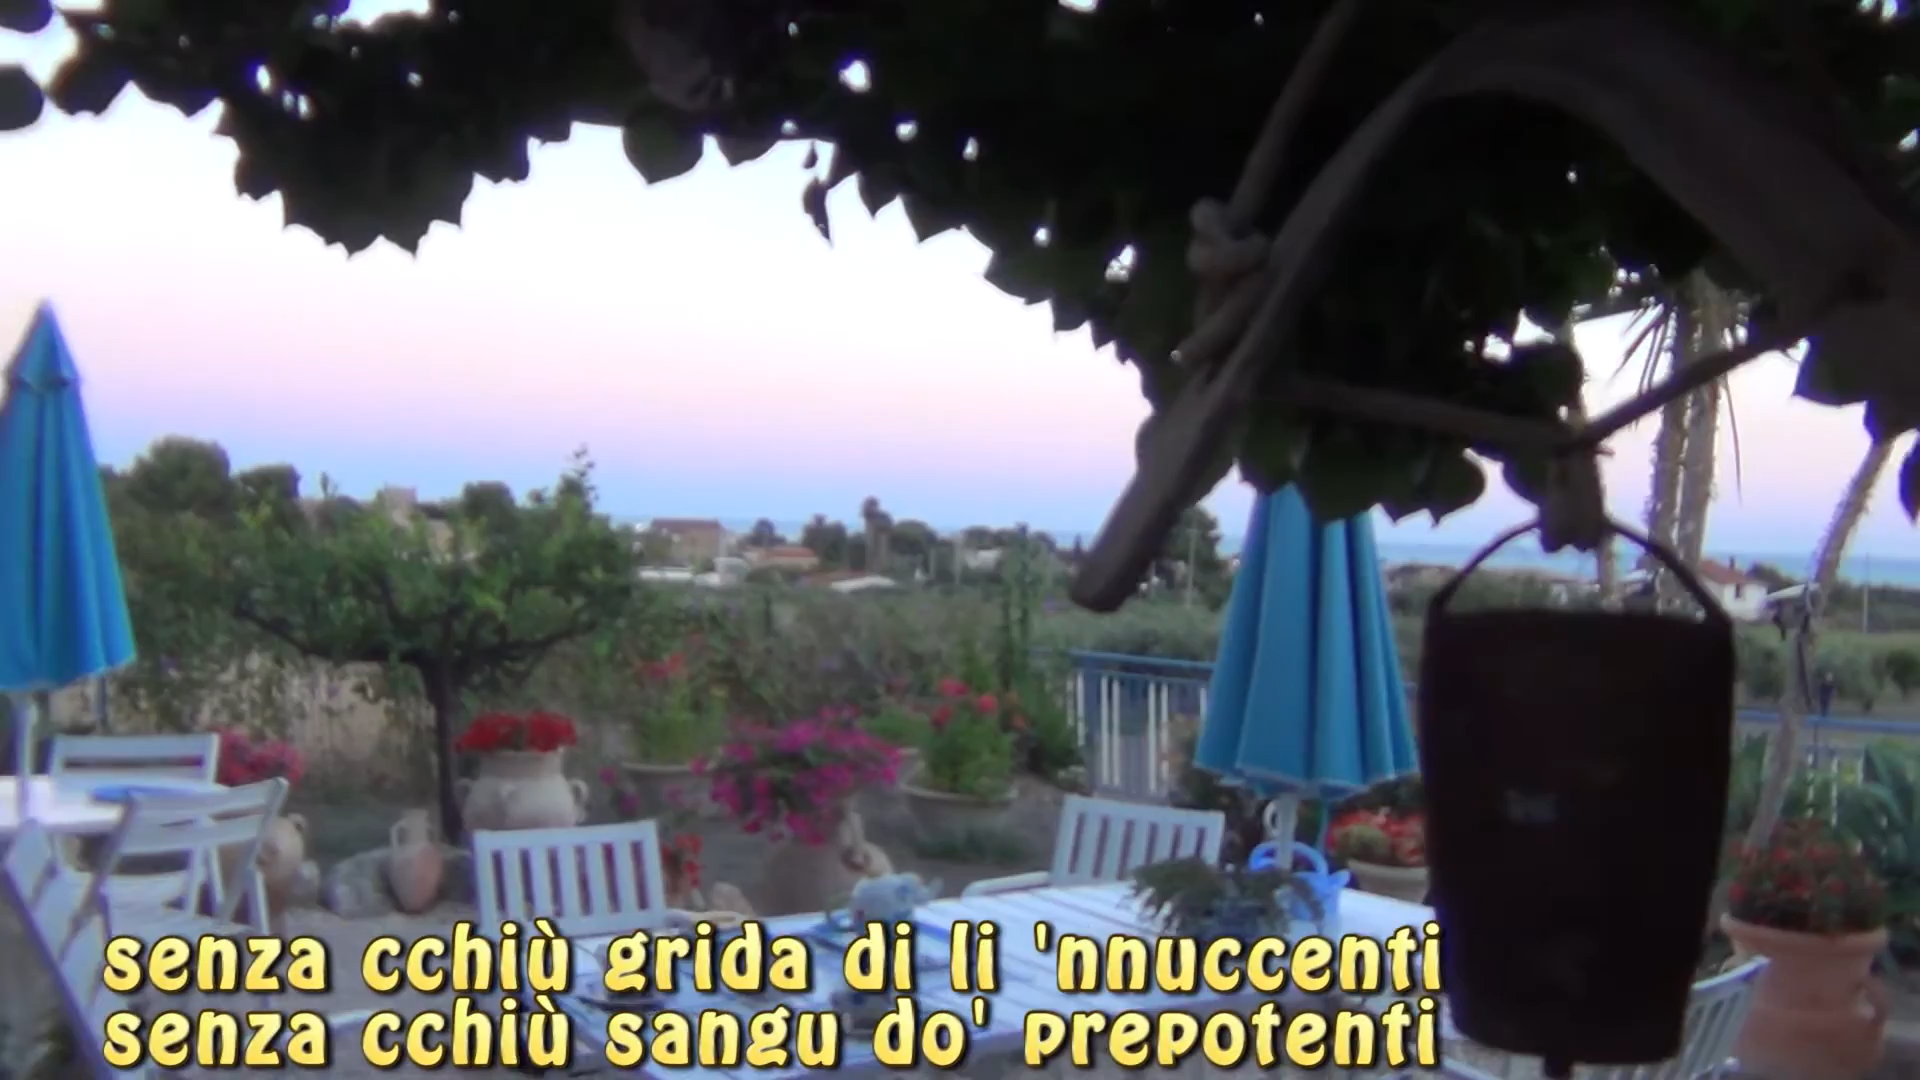 senza cchiù grida di li 'nnuccenti
senza cchiù sangu do' prepotenti